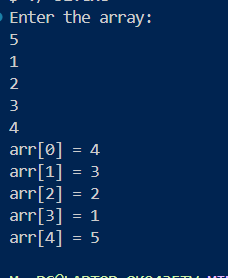 Enter the array:
5
1
2
3
4
arr[0] = 4
arr[1] = 3
arr[2] = 2
arr[3] = 1
arr[4] = 5